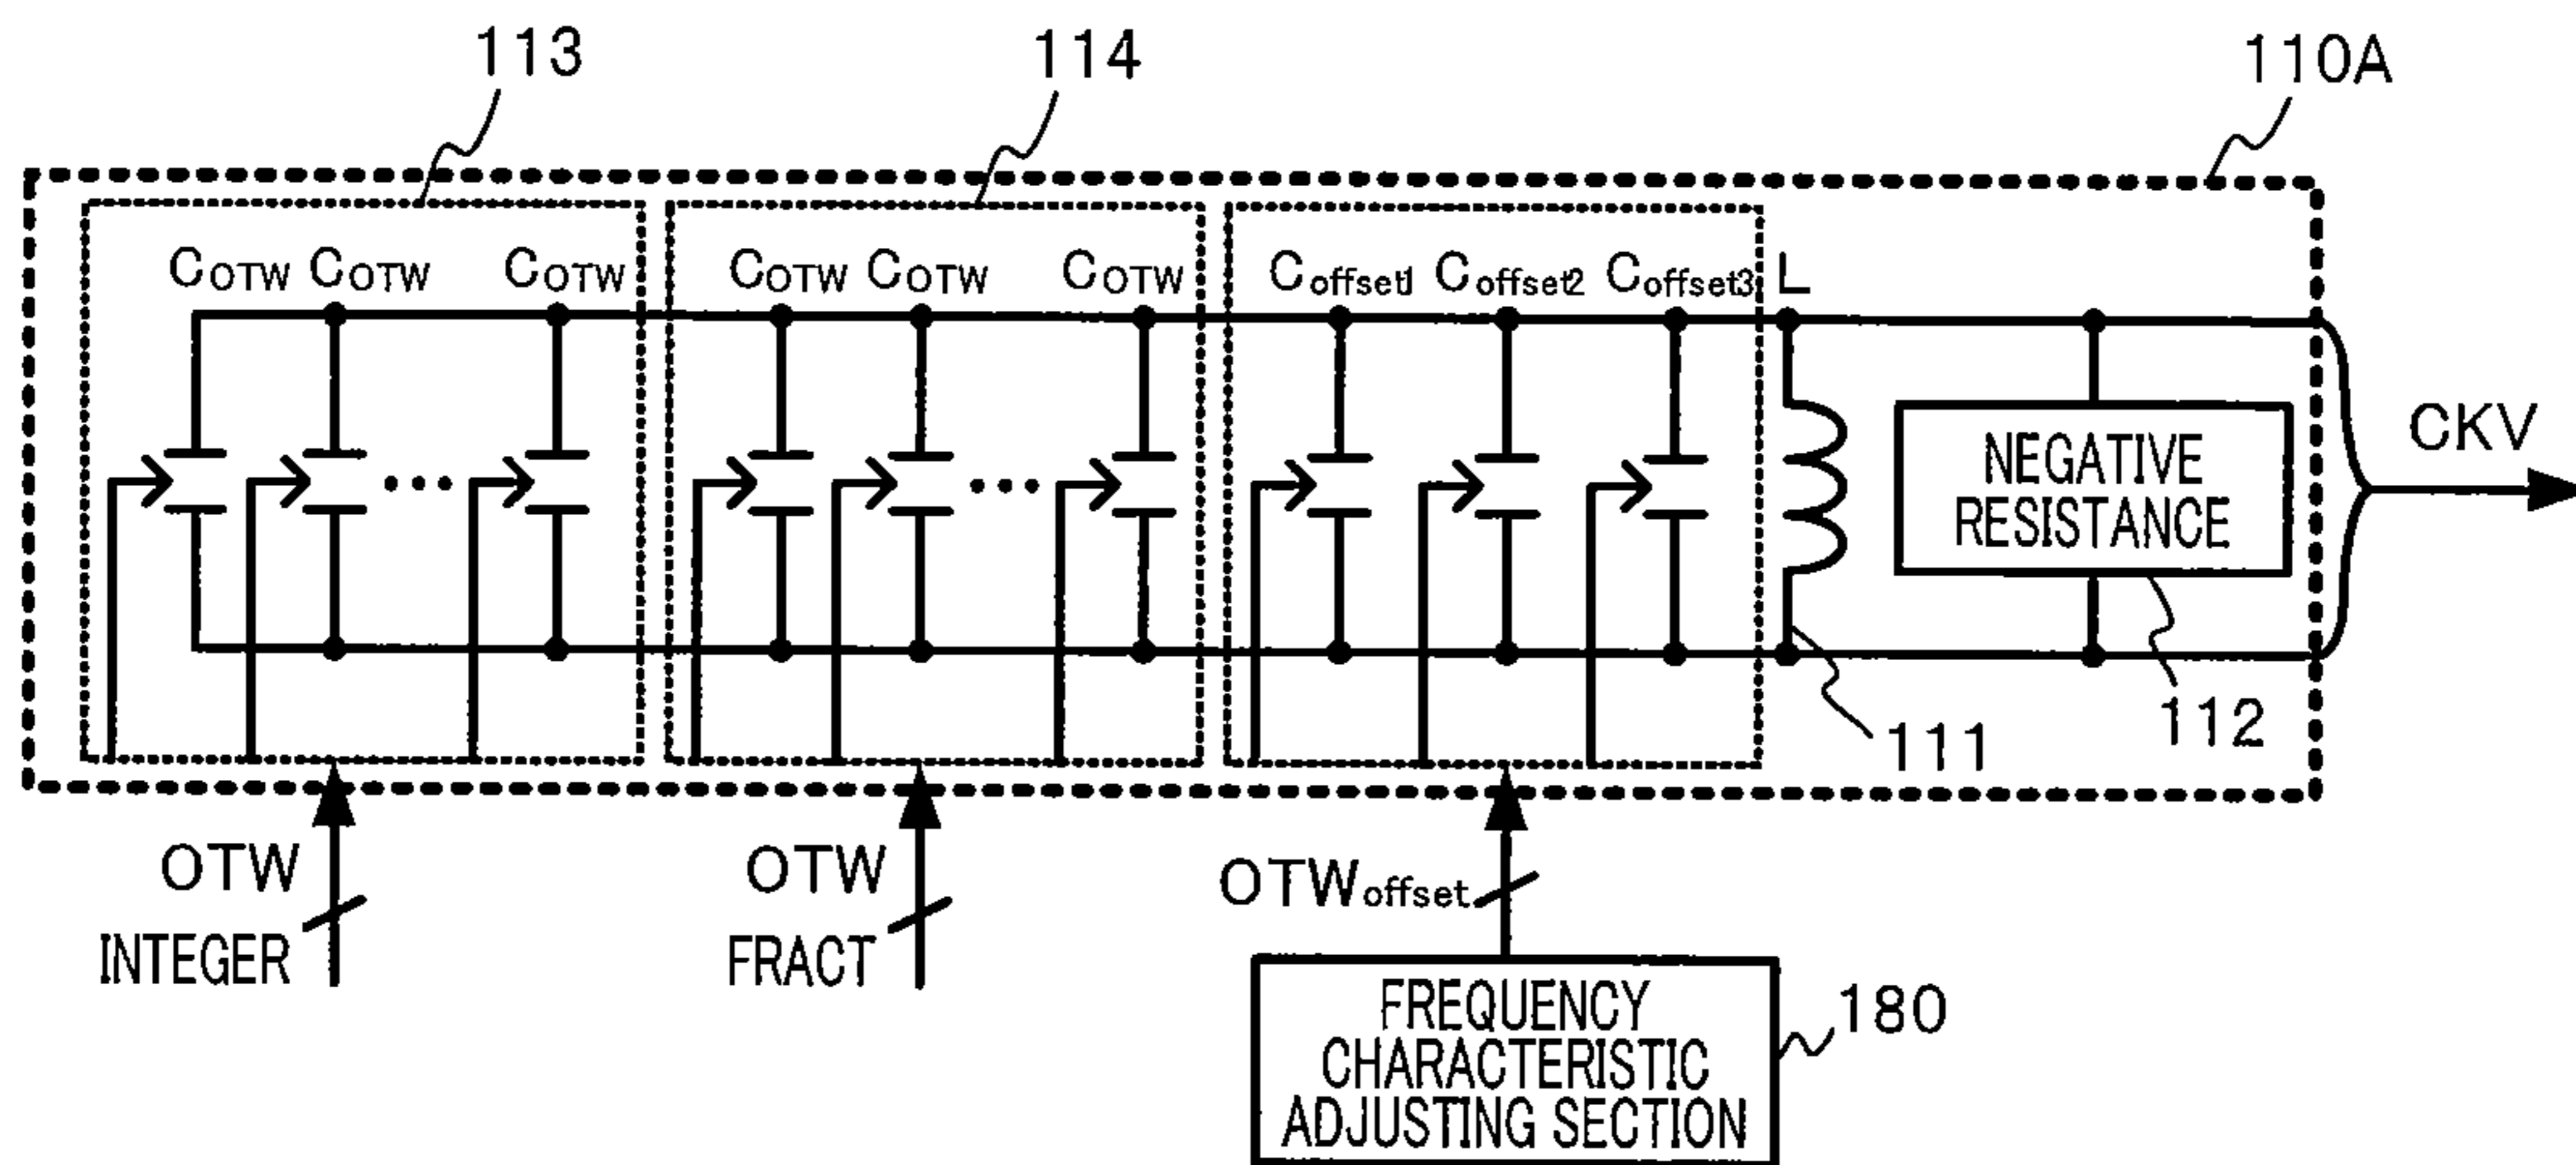 113
114
110A
COTW COTW COTW
COTW COTW COTW
Coffset1 Coffset2 Coffset3 L
NEGATIVE
RESISTANCE
CKV
111
112
OTW
INTEGER
OTW
FRACT
OTWoffset
FREQUENCY
CHARACTERISTIC
ADJUSTING SECTION
180